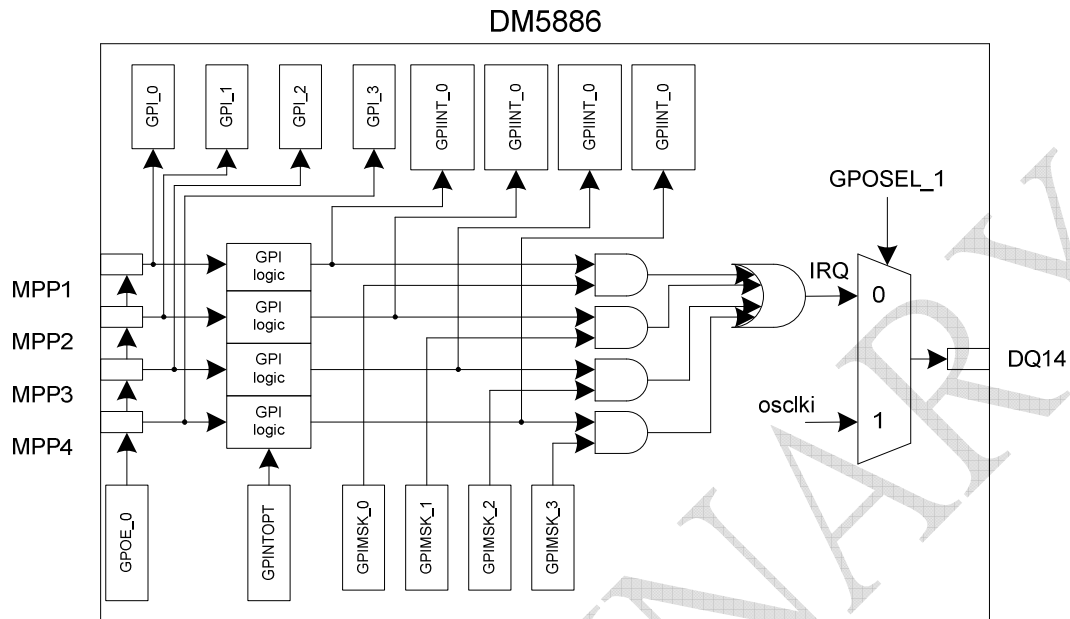 DM5886
GPI_0
GPI_1
GPI_2
GPI_3
GPIINT_0
GPIINT_0
GPIINT_0
GPIINT_0
GPOSEL_1
MPP1
MPP2
MPP3
MPP4
GPI
logic
GPI
logic
GPI
logic
GPI
logic
IRQ
0
osclki
1
DQ14
GPOE_0
GPINTOPT
GPIMSK_0
GPIMSK_1
GPIMSK_2
GPIMSK_3
NARY